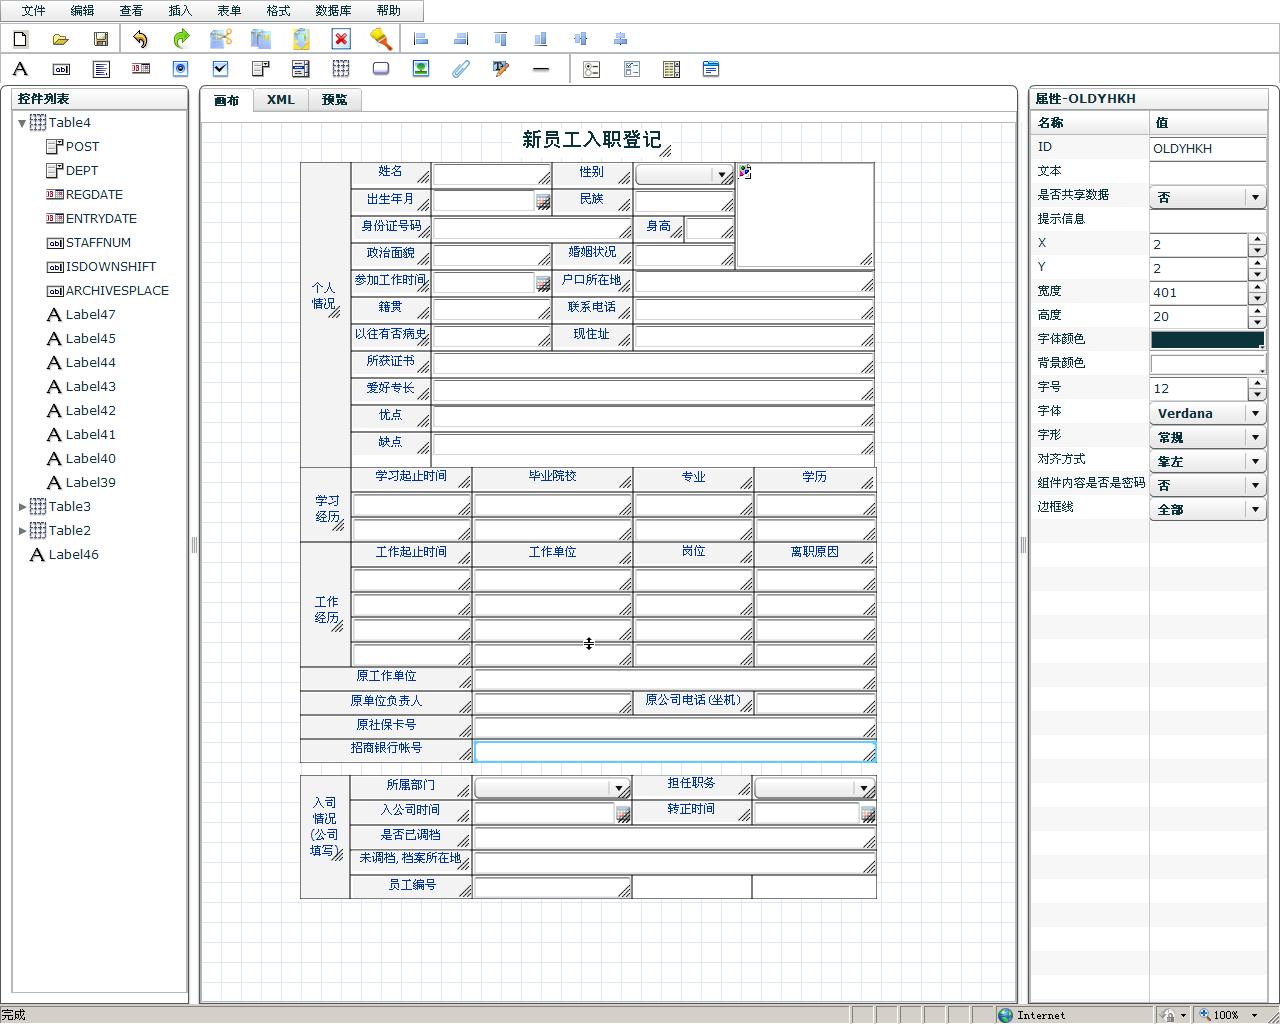 文件 编辑 查看 插入 表单 格式 数据库 帮助
控件列表
Table4
POST
DEPT
REGDATE
ENTRYDATE
STAFFNUM
ISDOWNSHIFT
ARCHIVESPLACE
Label47
Label45
Label44
Label43
Label42
Label41
Label40
Label39
Table3
Table2
Label46
画布 XML 预览
新员工入职登记
个人
情况
姓名 性别
出生年月 民族
身份证号码 身高
政治面貌 婚姻状况
参加工作时间 户口所在地
籍贯 联系电话
以往有否病史 现住址
所获证书
爱好专长
优点
缺点
学习
经历
学习起止时间 毕业院校 专业 学历
工作
经历
工作起止时间 工作单位 岗位 离职原因
原工作单位
原单位负责人 原公司电话(坐机)
原社保卡号
招商银行帐号
入司
情况
(公司
填写)
所属部门 担任职务
入公司时间 转正时间
是否已调档
未调档,档案所在地
员工编号
属性-OLDYHKH
名称 值
ID OLDYHKH
文本
是否共享数据 否
提示信息
X 2
Y 2
宽度 401
高度 20
字体颜色
背景颜色
字号 12
字体 Verdana
字形 常规
对齐方式 靠左
组件内容是否是密码 否
边框线 全部
完成 Internet 100%